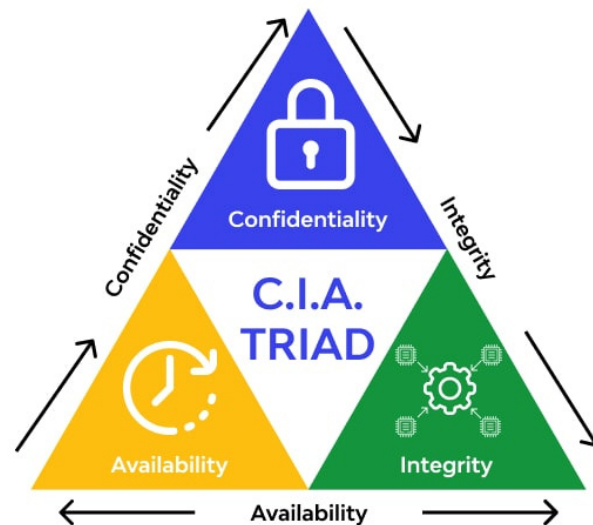 Confidentiality
Confidentiality
Integrity
C.I.A.
TRIAD
Availability
Integrity
Availability